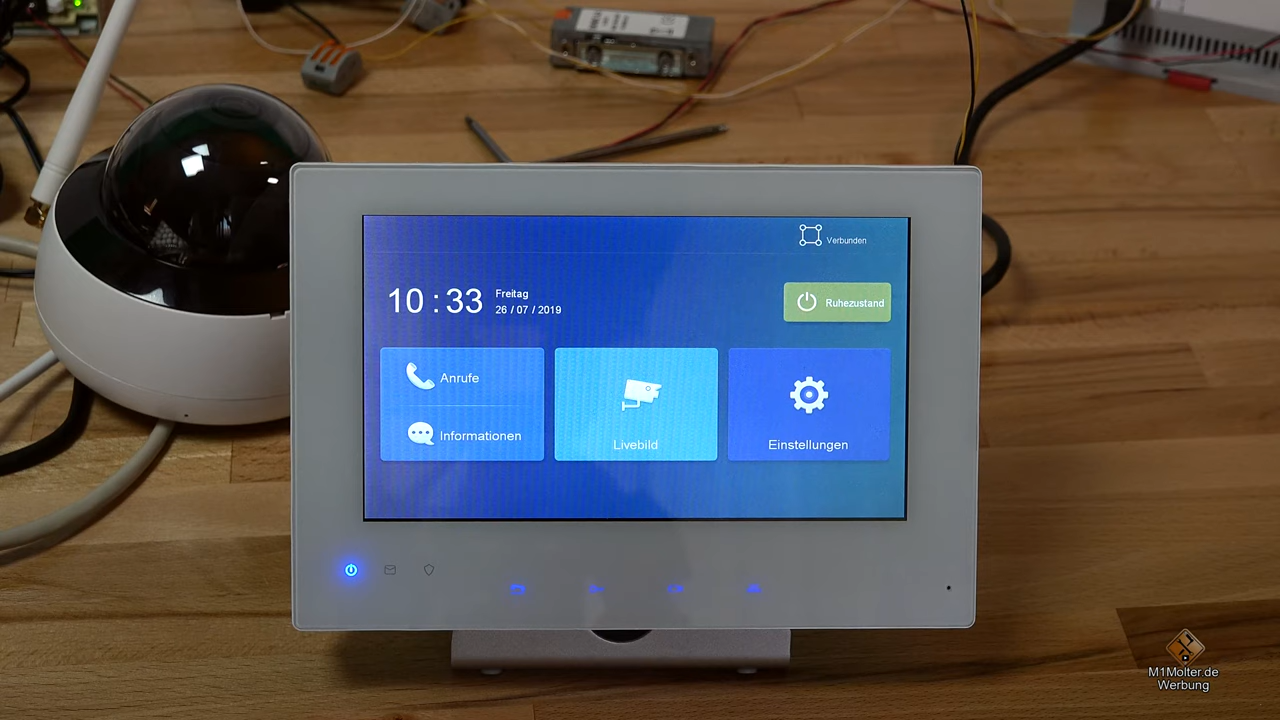 Verbunden
10 : 33
Freitag
26 / 07 / 2019
Ruhezustand
Anrufe
Informationen
Livebild
Einstellungen
M1Molter.de
Werbung